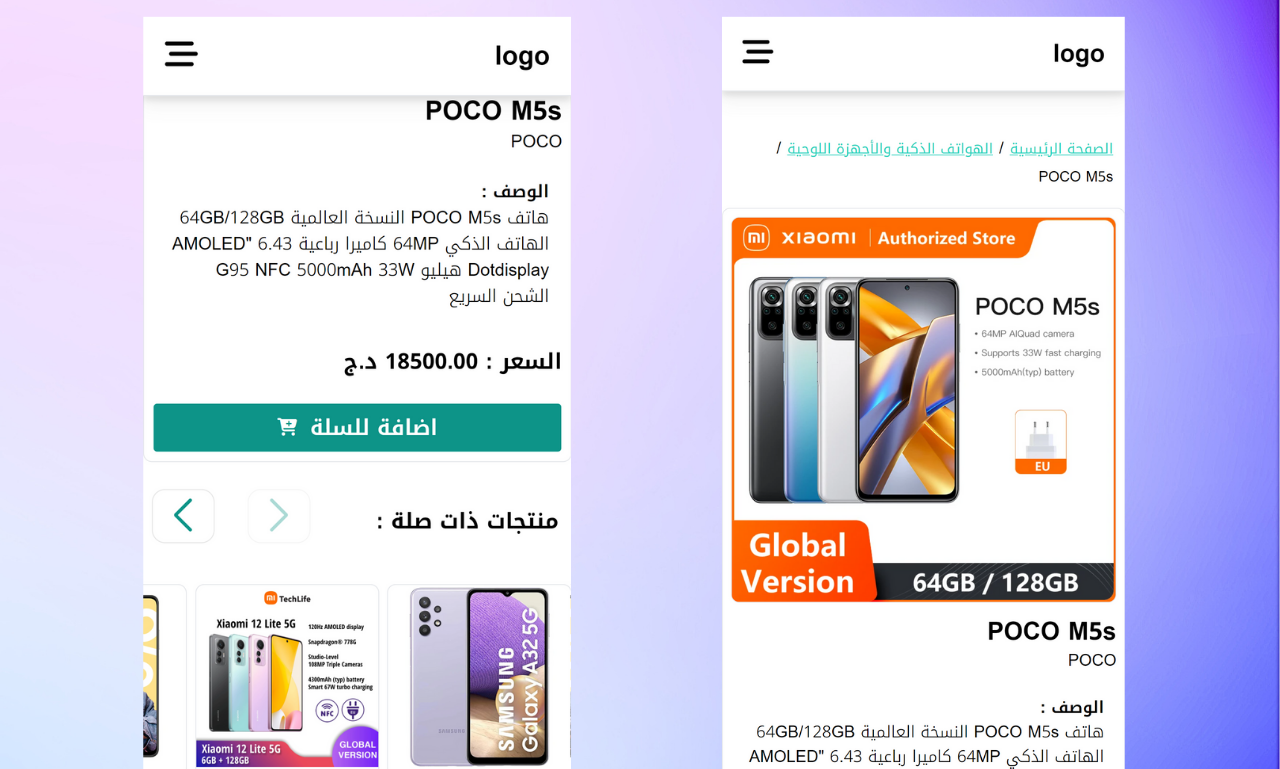 logo
POCO M5s
POCO
الوصف :
هاتف POCO M5s النسخة العالمية 64GB/128GB
الهاتف الذكي 64MP كاميرا رباعية 6.43 "AMOLED
Dotdisplay هيليو G95 NFC 5000mAh 33W
الشحن السريع
السعر : 18500.00 د.ج
اضافة للسلة
منتجات ذات صلة :
mi TechLife
Xiaomi 12 Lite 5G
120Hz AMOLED display
Snapdragon® 778G
Studio-Level
108MP Triple Cameras
4300mAh (typ) battery
Smart 67W turbo charging
NFC
GLOBAL
VERSION
Xiaomi 12 Lite 5G
6GB + 128GB
SAMSUNG
SAMSUNG
Galaxy A32 5G
logo
الصفحة الرئيسية / الهواتف الذكية والأجهزة اللوحية /
POCO M5s
mi xiaomi | Authorized Store
POCO M5s
• 64MP AIQuad camera
• Supports 33W fast charging
• 5000mAh(typ) battery
EU
Global
Version
64GB / 128GB
POCO M5s
POCO
الوصف :
هاتف POCO M5s النسخة العالمية 64GB/128GB
الهاتف الذكي 64MP كاميرا رباعية 6.43 "AMOLED